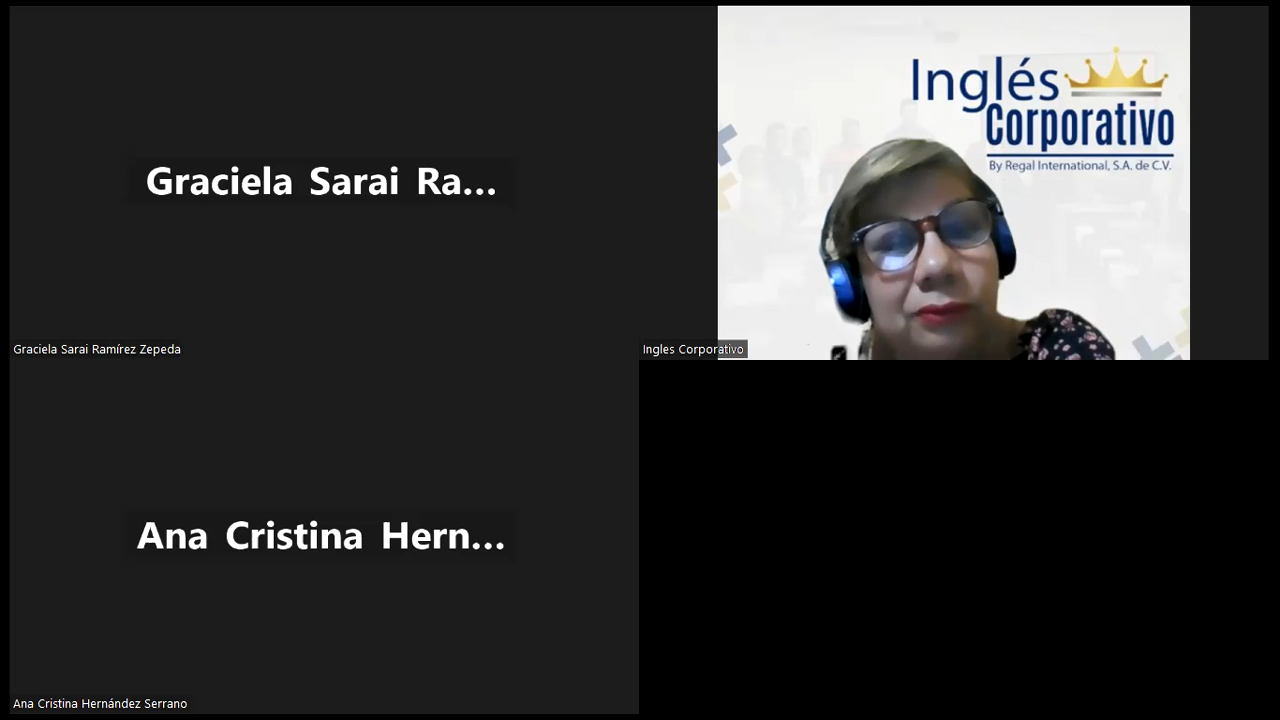 Graciela Sarai Ra...
Graciela Sarai Ramírez Zepeda
Inglés
Corporativo
By Regal International, S.A. de C.V.
Ingles Corporativo
Ana Cristina Hern...
Ana Cristina Hernández Serrano